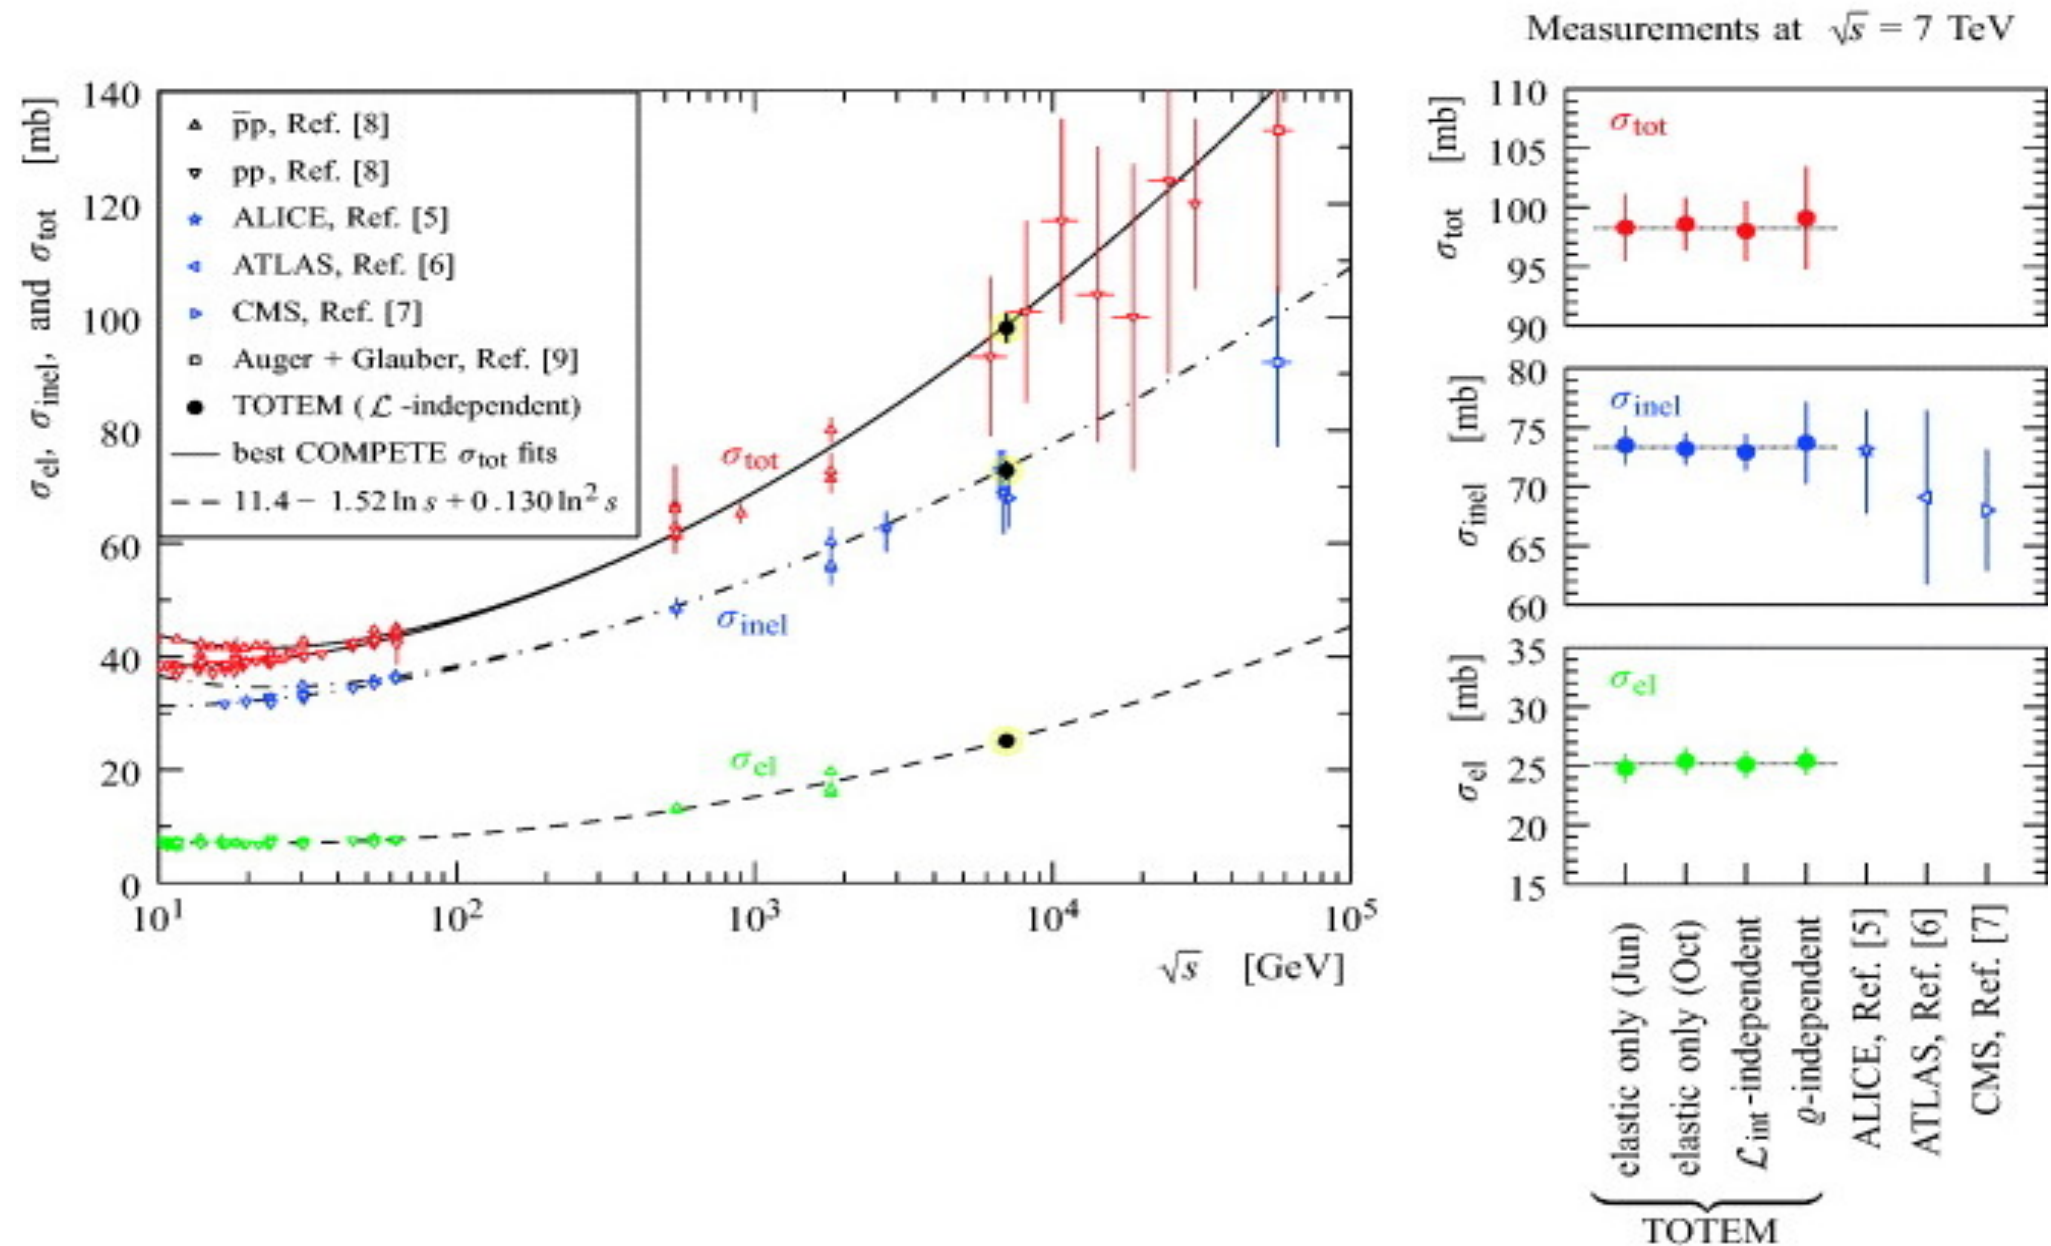 Measurements at √s = 7 TeV
σel, σinel, and σtot [mb]
140
120
100
80
60
40
20
0
p̅p, Ref. [8]
pp, Ref. [8]
ALICE, Ref. [5]
ATLAS, Ref. [6]
CMS, Ref. [7]
Auger + Glauber, Ref. [9]
TOTEM (ℒ -independent)
best COMPETE σtot fits
11.4 − 1.52 ln s + 0.130 ln² s
σtot
σinel
σel
10¹ 10² 10³ 10⁴ 10⁵
√s [GeV]
σtot [mb]
110
105
100
95
90
σtot
σinel [mb]
80
75
70
65
60
σinel
σel [mb]
35
30
25
20
15
σel
elastic only (Jun)
elastic only (Oct)
ℒint-independent
ϱ-independent
ALICE, Ref. [5]
ATLAS, Ref. [6]
CMS, Ref. [7]
TOTEM